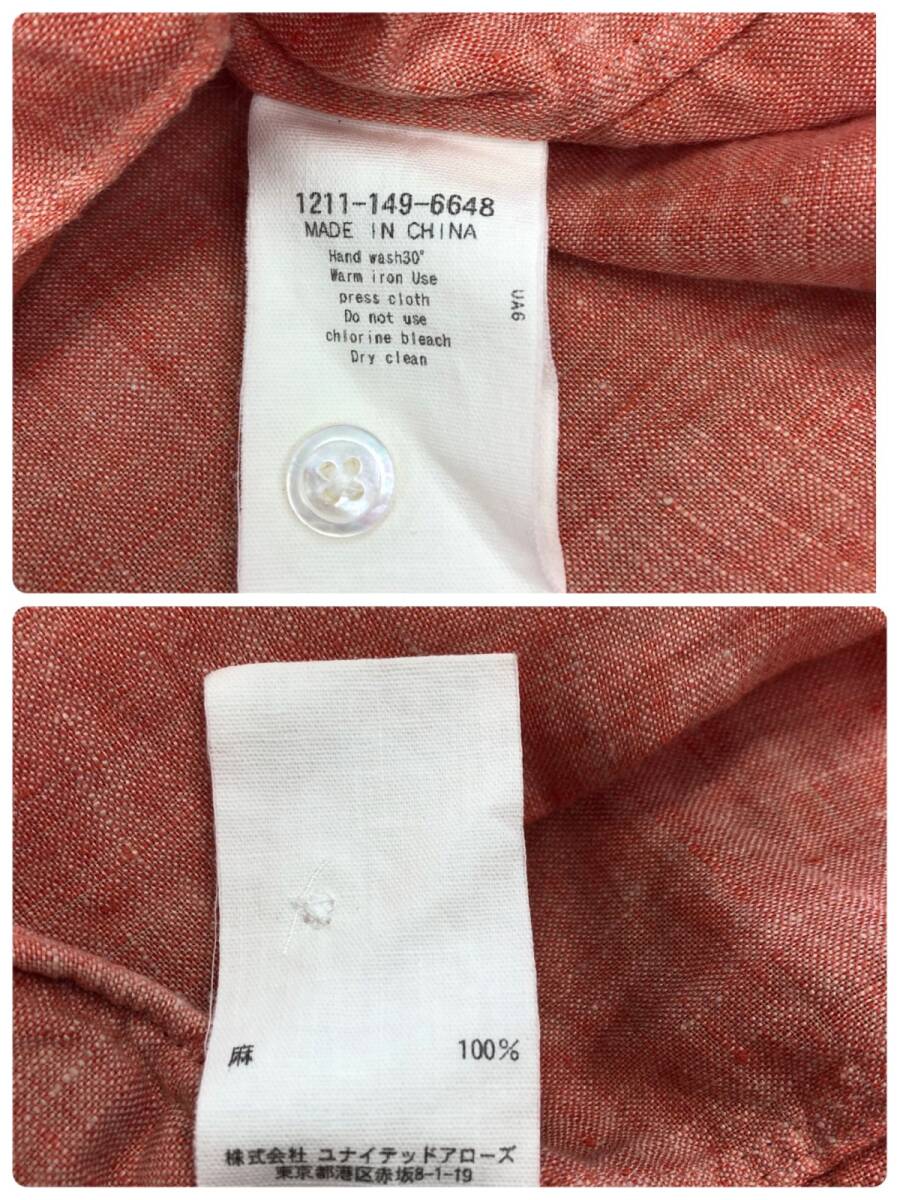 1211-149-6648
MADE IN CHINA
Hand wash30°
Warm iron Use
press cloth
Do not use
chlorine bleach
Dry clean
UA6
麻 100%
株式会社 ユナイテッドアローズ
東京都港区赤坂8-1-19